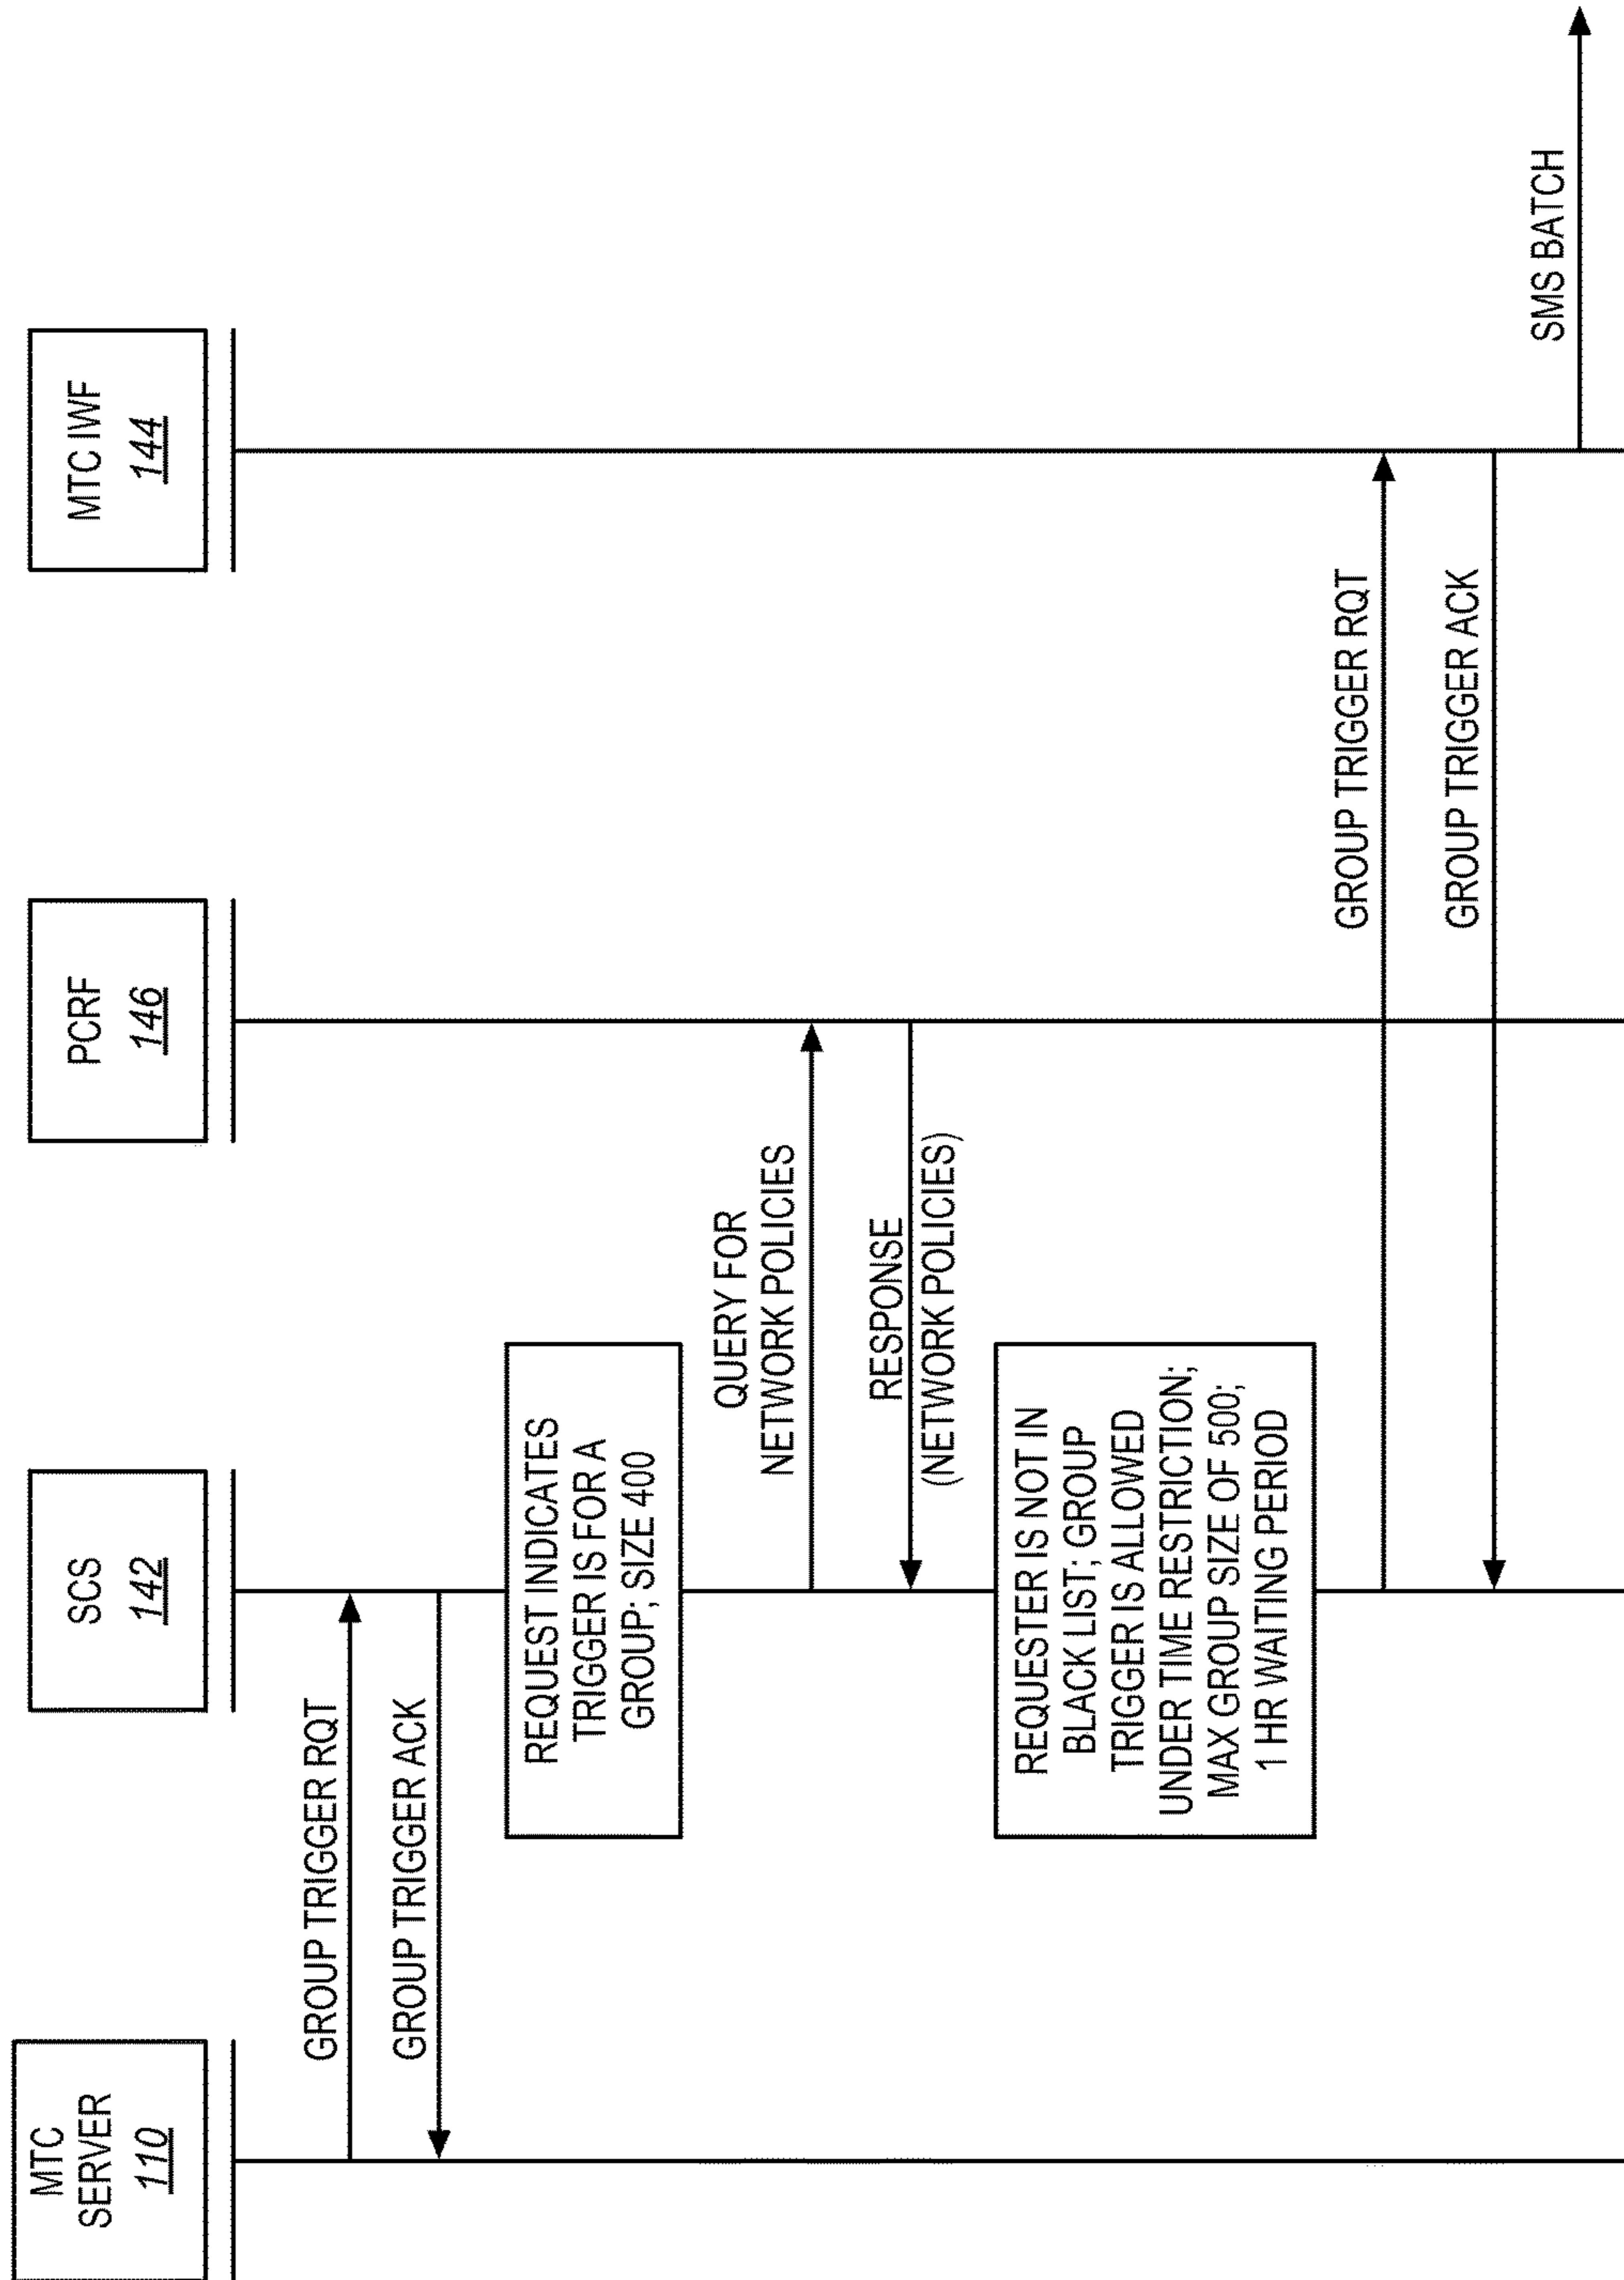 MTC
SERVER
110
SCS
142
PCRF
146
MTC IWF
144
GROUP TRIGGER RQT
GROUP TRIGGER ACK
REQUEST INDICATES
TRIGGER IS FOR A
GROUP; SIZE 400
QUERY FOR
NETWORK POLICIES
RESPONSE
(NETWORK POLICIES)
REQUESTER IS NOT IN
BLACK LIST; GROUP
TRIGGER IS ALLOWED
UNDER TIME RESTRICTION;
MAX GROUP SIZE OF 500;
1 HR WAITING PERIOD
GROUP TRIGGER RQT
GROUP TRIGGER ACK
SMS BATCH